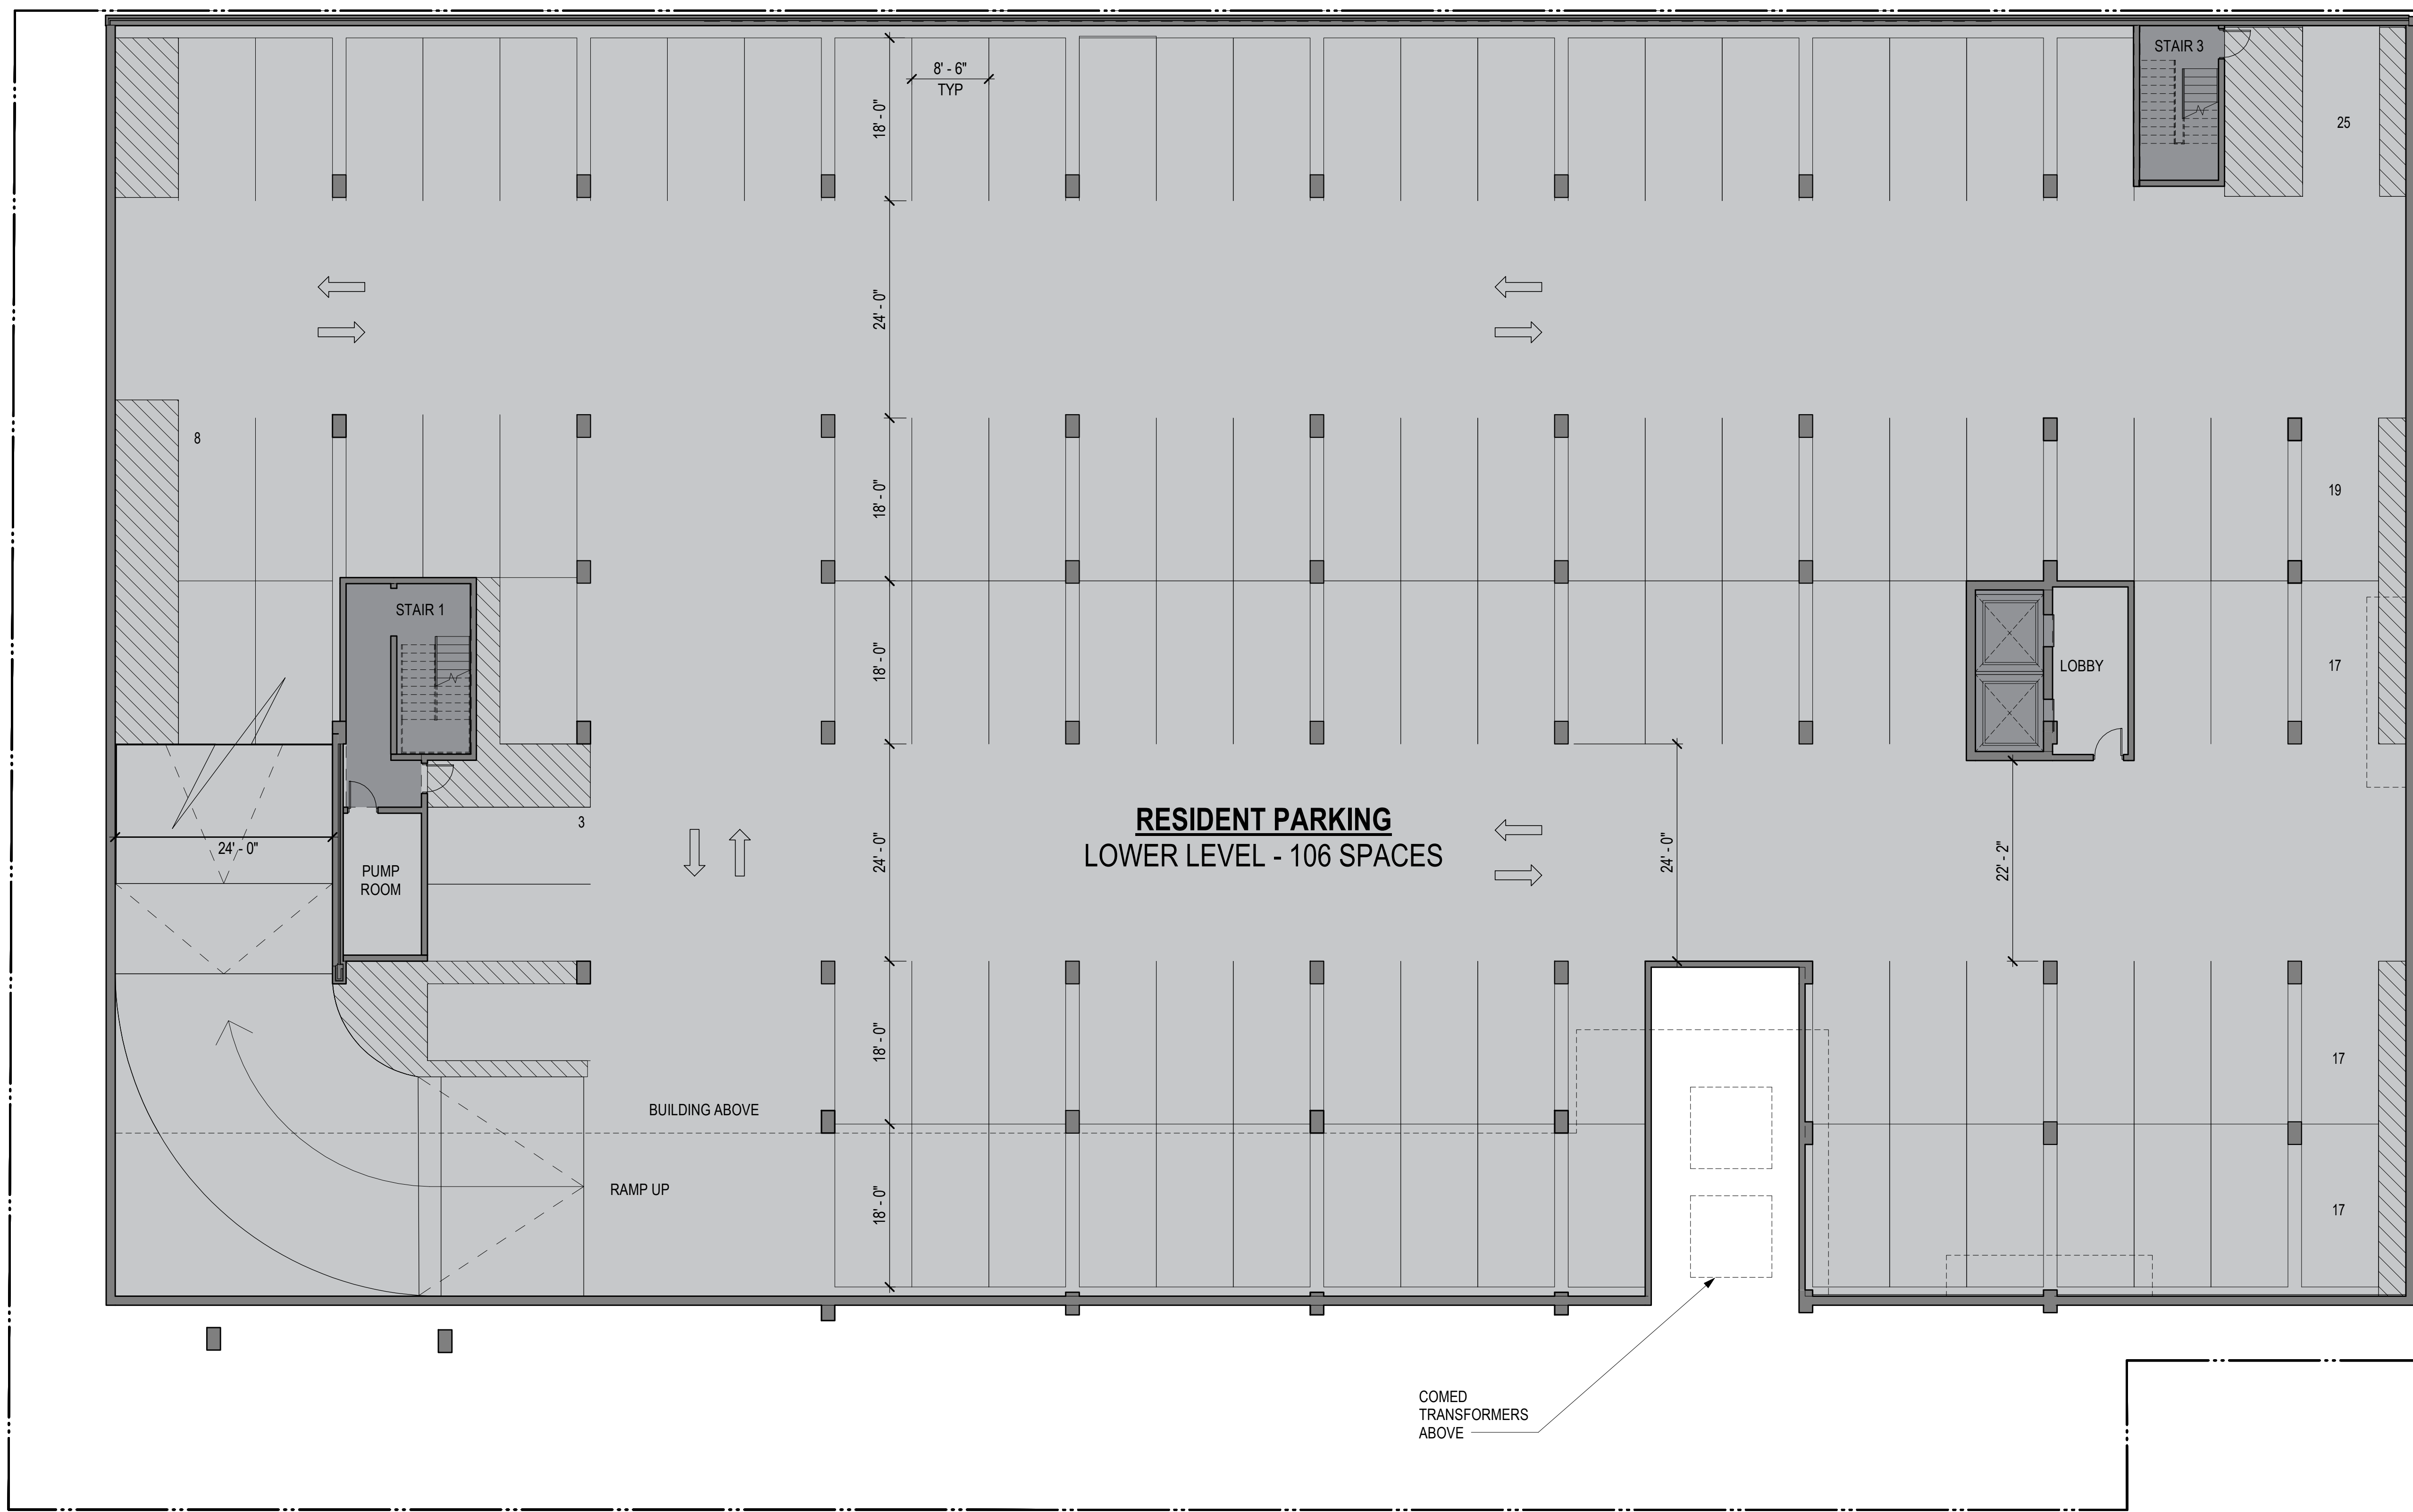 STAIR 3
8' - 6"
TYP
18' - 0"
25
24' - 0"
8
18' - 0"
19
STAIR 1
18' - 0"
LOBBY
17
RESIDENT PARKING
LOWER LEVEL - 106 SPACES
3
24' - 0"
24' - 0"
24' - 0"
22' - 2"
PUMP
ROOM
18' - 0"
17
BUILDING ABOVE
RAMP UP
18' - 0"
17
COMED
TRANSFORMERS
ABOVE